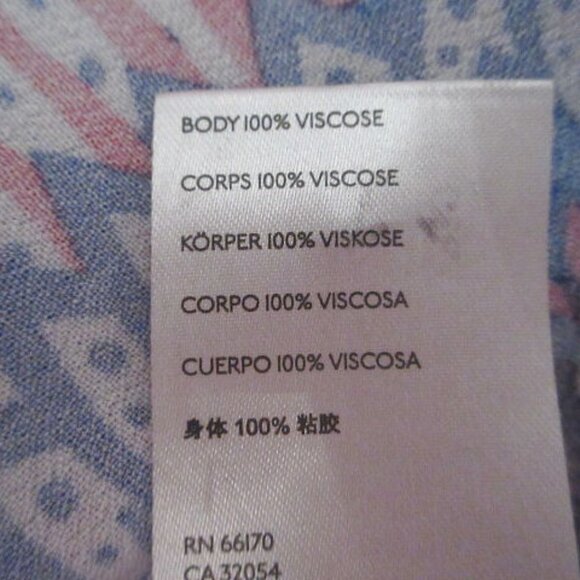 BODY 100% VISCOSE
CORPS 100% VISCOSE
KÖRPER 100% VISKOSE
CORPO 100% VISCOSA
CUERPO 100% VISCOSA
身体 100% 粘胶
RN 66170
CA 32054